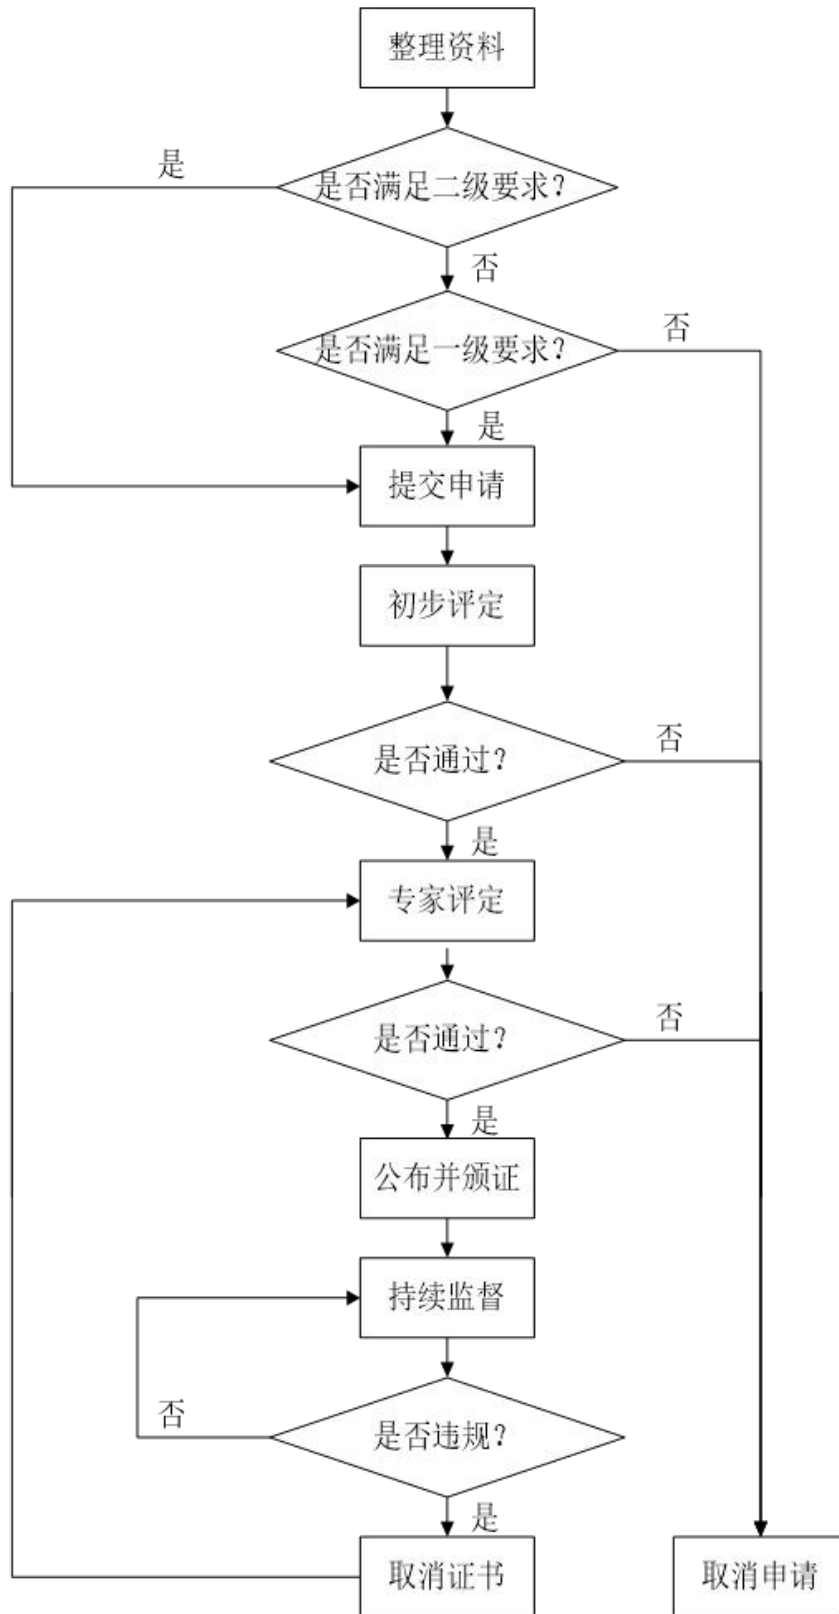 整理资料
是
是否满足二级要求？
否
否
是否满足一级要求？
是
提交申请
初步评定
否
是否通过？
是
专家评定
否
是否通过？
是
公布并颁证
持续监督
否
是否违规？
是
取消证书
取消申请